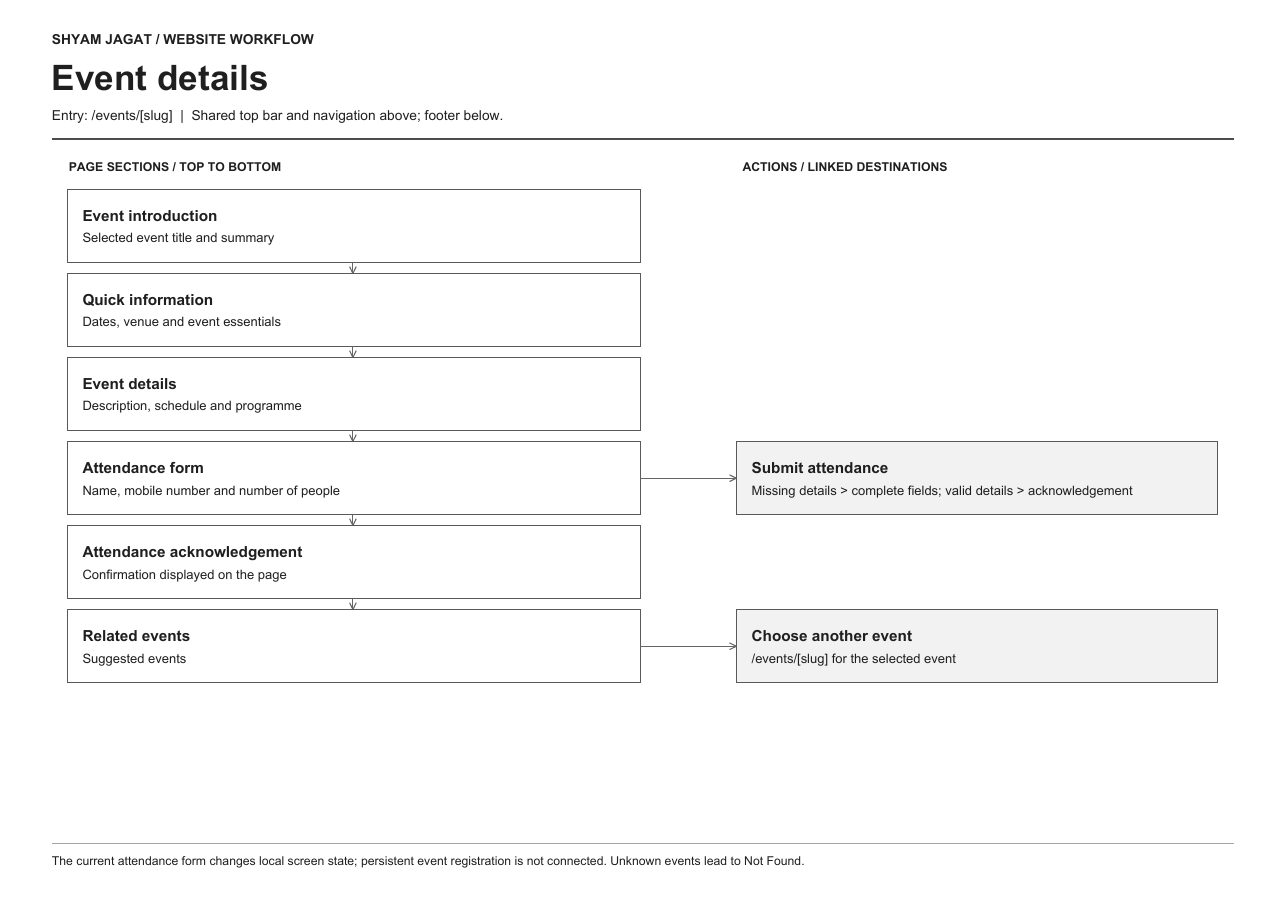 SHYAM JAGAT / WEBSITE WORKFLOW
Event details
Entry: /events/[slug] | Shared top bar and navigation above; footer below.
PAGE SECTIONS / TOP TO BOTTOM
ACTIONS / LINKED DESTINATIONS
Event introduction
Selected event title and summary
Quick information
Dates, venue and event essentials
Event details
Description, schedule and programme
Attendance form
Name, mobile number and number of people
Submit attendance
Missing details > complete fields; valid details > acknowledgement
Attendance acknowledgement
Confirmation displayed on the page
Related events
Suggested events
Choose another event
/events/[slug] for the selected event
The current attendance form changes local screen state; persistent event registration is not connected. Unknown events lead to Not Found.